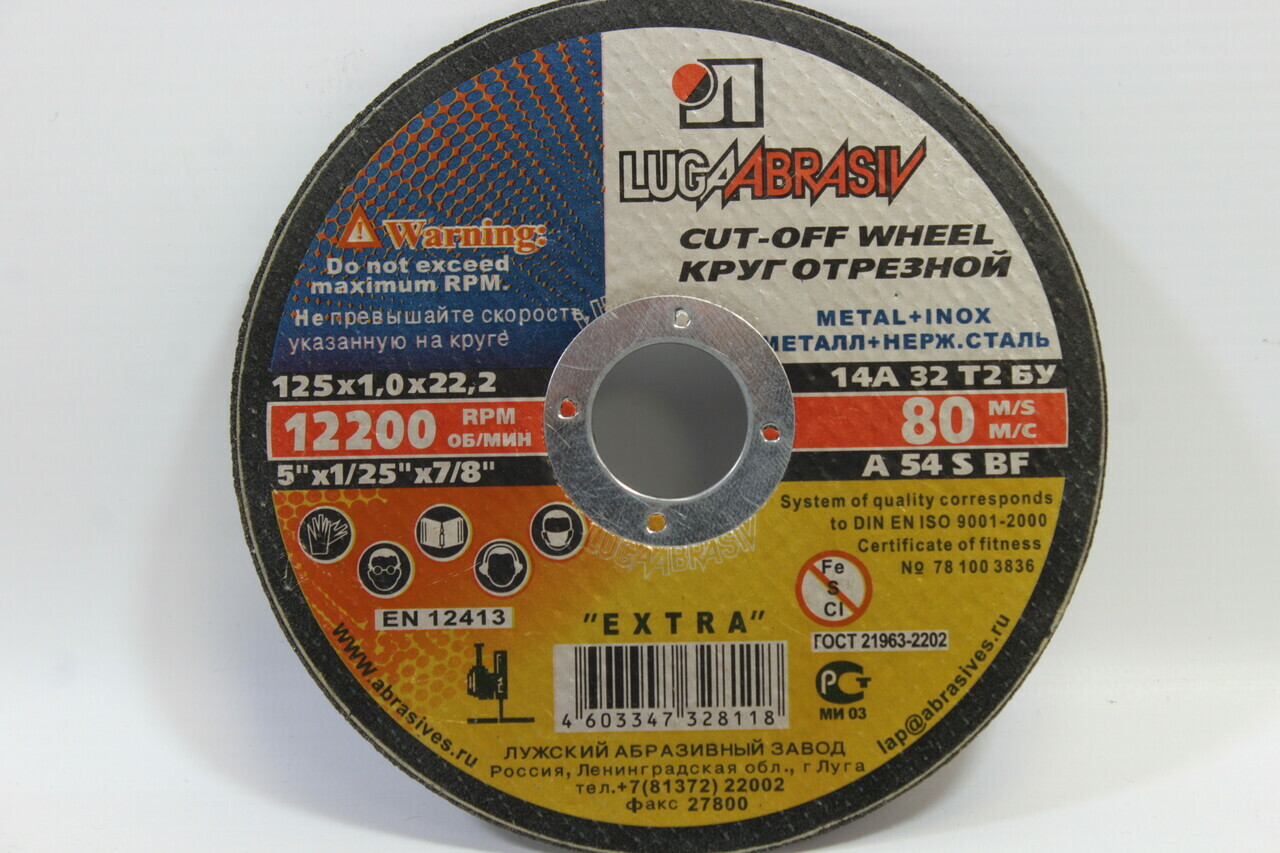 LUGAABRASIV
CUT-OFF WHEEL
КРУГ ОТРЕЗНОЙ
METAL+INOX
МЕТАЛЛ+НЕРЖ.СТАЛЬ
Warning:
Do not exceed
maximum RPM.
Не превышайте скорость,
указанную на круге
125x1,0x22,2
14А 32 Т2 БУ
12200 RPM
ОБ/МИН
80 M/S
М/С
5"x1/25"x7/8"
A 54 S BF
System of quality corresponds
to DIN EN ISO 9001-2000
Certificate of fitness
№ 78 100 3836
Fe
S
Cl
EN 12413
LUGAABRASIV
"EXTRA"
ГОСТ 21963-2202
РСТ
МИ 03
4 603347 328118
www.abrasives.ru
lap@abrasives.ru
ЛУЖСКИЙ АБРАЗИВНЫЙ ЗАВОД
Россия, Ленинградская обл., г Луга
тел.+7(81372) 22002
факс 27800